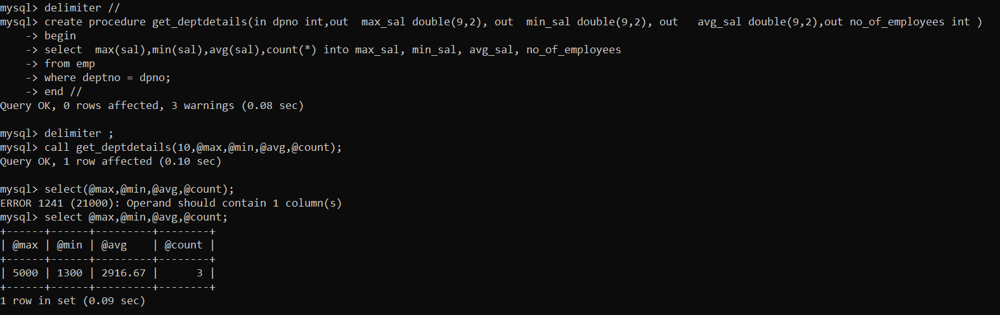 mysql> delimiter //
mysql> create procedure get_deptdetails(in dpno int,out  max_sal double(9,2), out  min_sal double(9,2), out   avg_sal double(9,2),out no_of_employees int )
    -> begin
    -> select  max(sal),min(sal),avg(sal),count(*) into max_sal, min_sal, avg_sal, no_of_employees
    -> from emp
    -> where deptno = dpno;
    -> end //
Query OK, 0 rows affected, 3 warnings (0.08 sec)

mysql> delimiter ;
mysql> call get_deptdetails(10,@max,@min,@avg,@count);
Query OK, 1 row affected (0.10 sec)

mysql> select(@max,@min,@avg,@count);
ERROR 1241 (21000): Operand should contain 1 column(s)
mysql> select @max,@min,@avg,@count;
+------+------+---------+--------+
| @max | @min | @avg    | @count |
+------+------+---------+--------+
| 5000 | 1300 | 2916.67 |      3 |
+------+------+---------+--------+
1 row in set (0.09 sec)